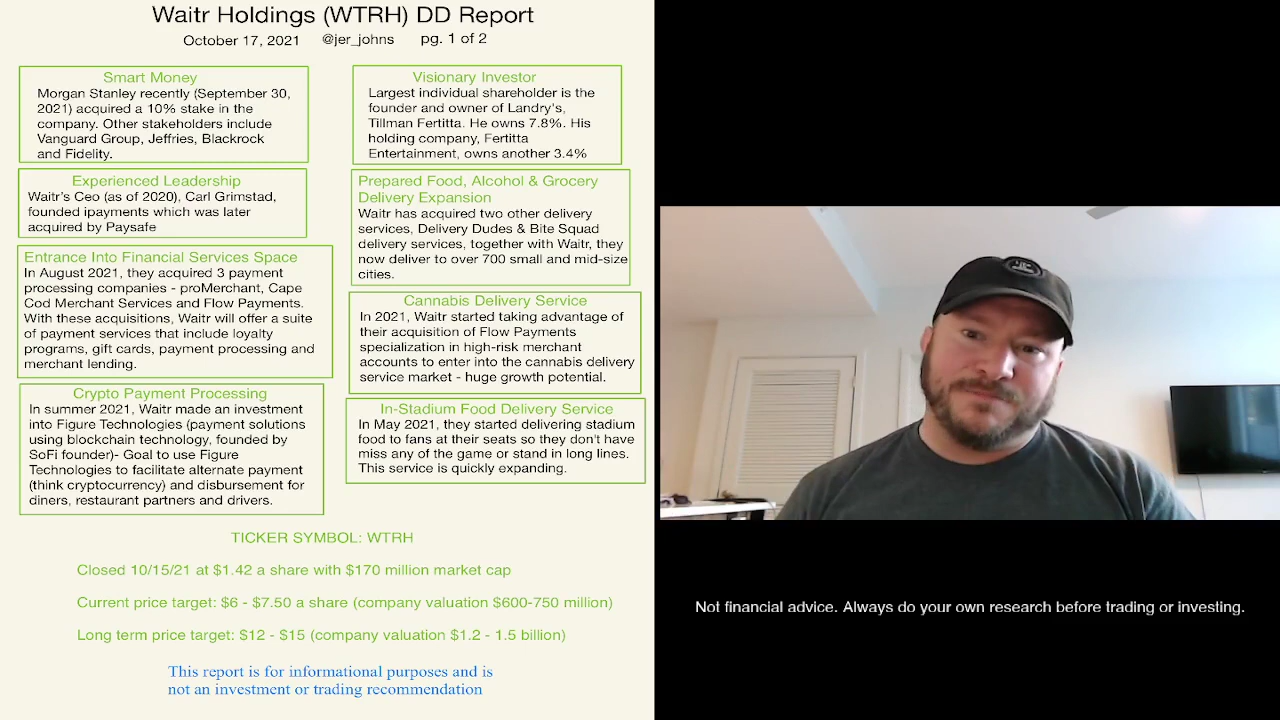 Waitr Holdings (WTRH) DD Report
October 17, 2021 @jer_johns pg. 1 of 2
Smart Money
Morgan Stanley recently (September 30,
2021) acquired a 10% stake in the
company. Other stakeholders include
Vanguard Group, Jeffries, Blackrock
and Fidelity.
Experienced Leadership
Waitr's Ceo (as of 2020), Carl Grimstad,
founded ipayments which was later
acquired by Paysafe
Entrance Into Financial Services Space
In August 2021, they acquired 3 payment
processing companies - proMerchant, Cape
Cod Merchant Services and Flow Payments.
With these acquisitions, Waitr will offer a suite
of payment services that include loyalty
programs, gift cards, payment processing and
merchant lending.
Crypto Payment Processing
In summer 2021, Waitr made an investment
into Figure Technologies (payment solutions
using blockchain technology, founded by
SoFi founder)- Goal to use Figure
Technologies to facilitate alternate payment
(think cryptocurrency) and disbursement for
diners, restaurant partners and drivers.
Visionary Investor
Largest individual shareholder is the
founder and owner of Landry's,
Tillman Fertitta. He owns 7.8%. His
holding company, Fertitta
Entertainment, owns another 3.4%
Prepared Food, Alcohol & Grocery
Delivery Expansion
Waitr has acquired two other delivery
services, Delivery Dudes & Bite Squad
delivery services, together with Waitr, they
now deliver to over 700 small and mid-size
cities.
Cannabis Delivery Service
In 2021, Waitr started taking advantage of
their acquisition of Flow Payments
specialization in high-risk merchant
accounts to enter into the cannabis delivery
service market - huge growth potential.
In-Stadium Food Delivery Service
In May 2021, they started delivering stadium
food to fans at their seats so they don't have
miss any of the game or stand in long lines.
This service is quickly expanding.
TICKER SYMBOL: WTRH
Closed 10/15/21 at $1.42 a share with $170 million market cap
Current price target: $6 - $7.50 a share (company valuation $600-750 million)
Long term price target: $12 - $15 (company valuation $1.2 - 1.5 billion)
This report is for informational purposes and is
not an investment or trading recommendation
Not financial advice. Always do your own research before trading or investing.